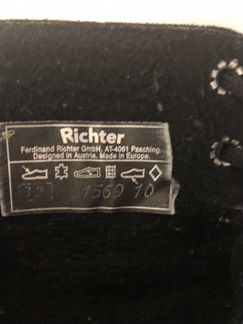 Richter
Ferdinand Richter GmbH, AT-4061 Pasching.
Designed in Austria. Made in Europe.
1569 10